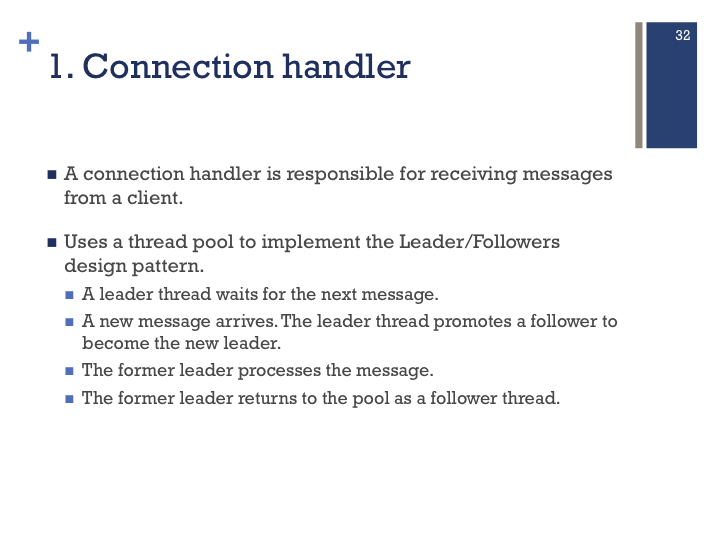 32
+
1. Connection handler
■ A connection handler is responsible for receiving messages
from a client.
■ Uses a thread pool to implement the Leader/Followers
design pattern.
■ A leader thread waits for the next message.
■ A new message arrives. The leader thread promotes a follower to
become the new leader.
■ The former leader processes the message.
■ The former leader returns to the pool as a follower thread.